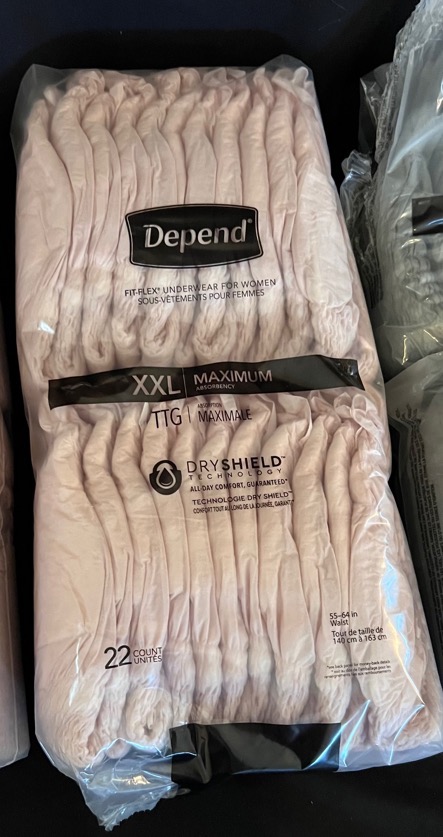 Depend®
FIT-FLEX® UNDERWEAR FOR WOMEN
SOUS-VÊTEMENTS POUR FEMMES
XXL | MAXIMUM
ABSORBENCY
TTG | ABSORPTION
MAXIMALE
DRYSHIELD™
TECHNOLOGY
ALL-DAY COMFORT, GUARANTEED*
TECHNOLOGIE DRY SHIELD™
CONFORT TOUT AU LONG DE LA JOURNÉE, GARANTI
55-64 in
Waist
Tour de taille de
140 cm à 163 cm
22 COUNT
UNITÉS